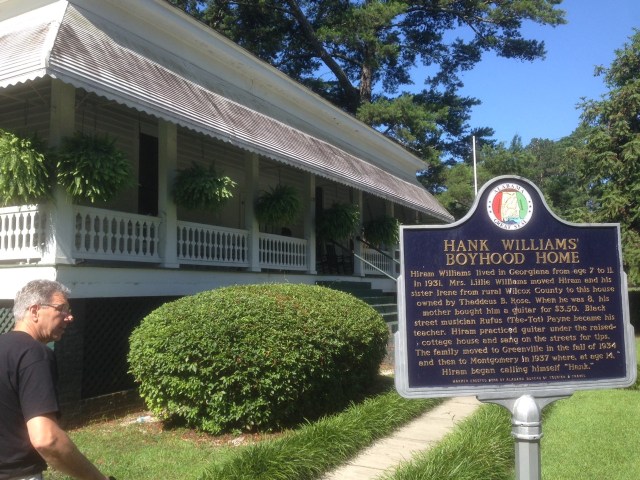 ALABAMA
HANK WILLIAMS'
BOYHOOD HOME
Hiram Williams lived in Georgiana from age 7 to 11.
In 1931, Mrs. Lillie Williams moved Hiram and his
sister Irene from rural Wilcox County to this house
owned by Thaddeus B. Rose. When he was 8, his
mother bought him a guitar for $3.50. Black
street musician Rufus (Tee-Tot) Payne became his
teacher. Hiram practiced guitar under the raised-
cottage house and sang on the streets for tips.
The family moved to Greenville in the fall of 1934
and then to Montgomery in 1937 where, at age 14,
Hiram began calling himself "Hank."
ALABAMA BUREAU OF TOURISM & TRAVEL